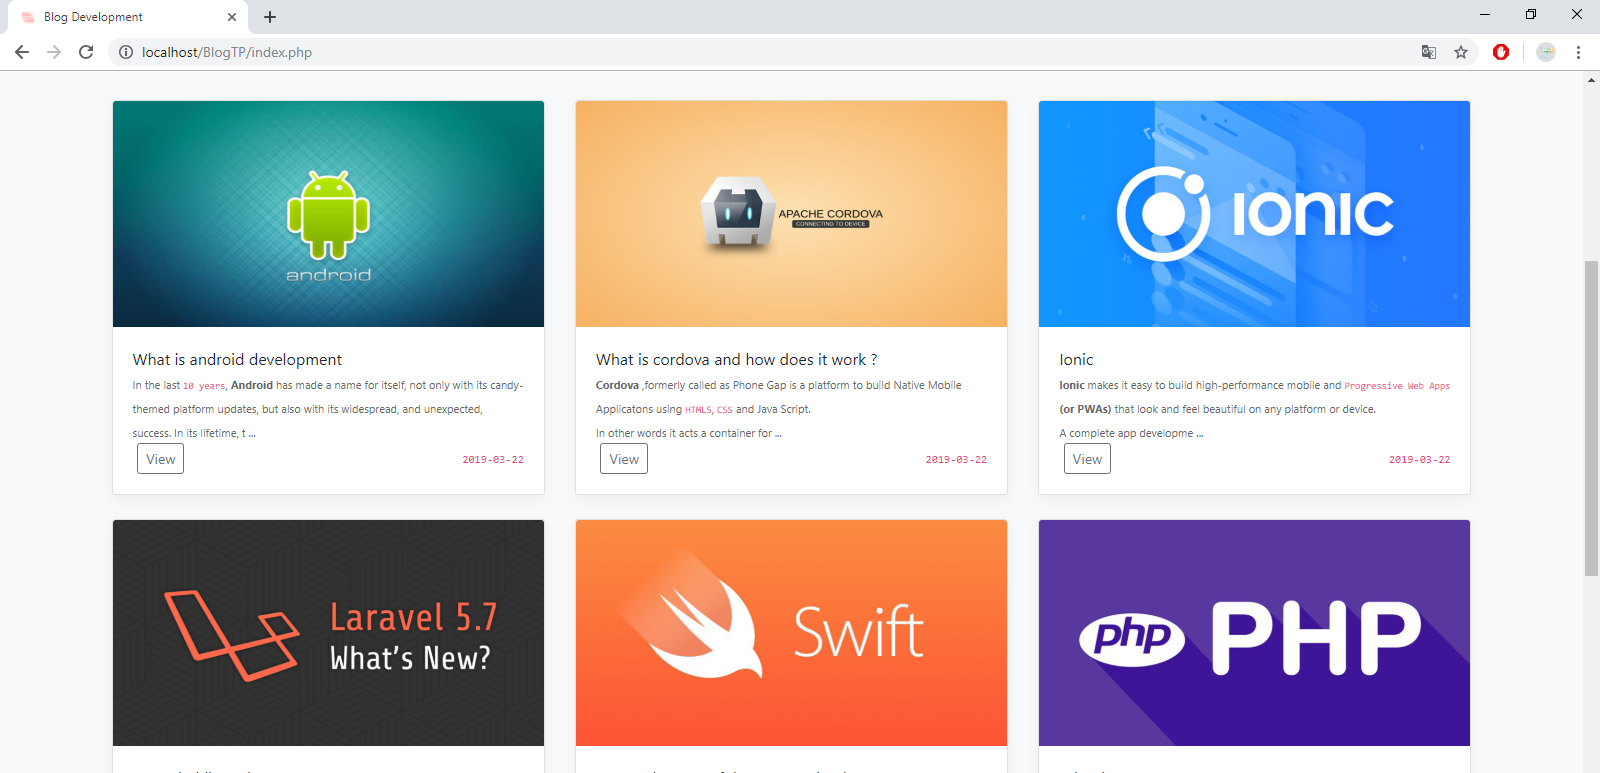 Blog Development
localhost/BlogTP/index.php
android
APACHE CORDOVA
CONNECTING TO DEVICE
IONIC
What is android development
In the last 10 years, Android has made a name for itself, not only with its candy-
themed platform updates, but also with its widespread, and unexpected,
success. In its lifetime, t ...
View
2019-03-22
What is cordova and how does it work ?
Cordova ,formerly called as Phone Gap is a platform to build Native Mobile
Applicatons using HTML5, CSS and Java Script.
In other words it acts a container for ...
View
2019-03-22
Ionic
Ionic makes it easy to build high-performance mobile and Progressive Web Apps
(or PWAs) that look and feel beautiful on any platform or device.
A complete app developme ...
View
2019-03-22
Laravel 5.7
What's New?
Swift
php
PHP